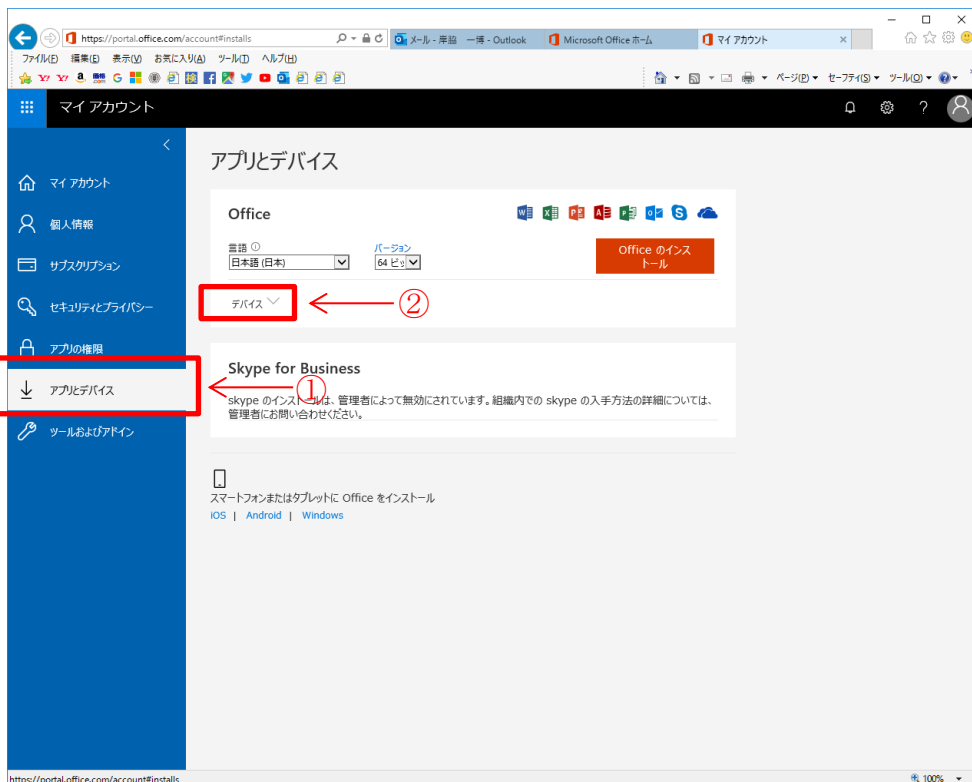 https://portal.office.com/account#installs
メール - 岸脇 一博 - Outlook
Microsoft Office ホーム
マイ アカウント
ファイル(F) 編集(E) 表示(V) お気に入り(A) ツール(T) ヘルプ(H)
ページ(P) セーフティ(S) ツール(O)
マイ アカウント
?
マイ アカウント
個人情報
サブスクリプション
セキュリティとプライバシー
アプリの権限
アプリとデバイス
ツールおよびアドイン
アプリとデバイス
Office
言語
バージョン
日本語 (日本)
64 ビッ
Office のインス
トール
デバイス
②
①
Skype for Business
skype のインストールは、管理者によって無効にされています。組織内での skype の入手方法の詳細については、
管理者にお問い合わせください。
スマートフォンまたはタブレットに Office をインストール
iOS | Android | Windows
https://portal.office.com/account#installs
100%